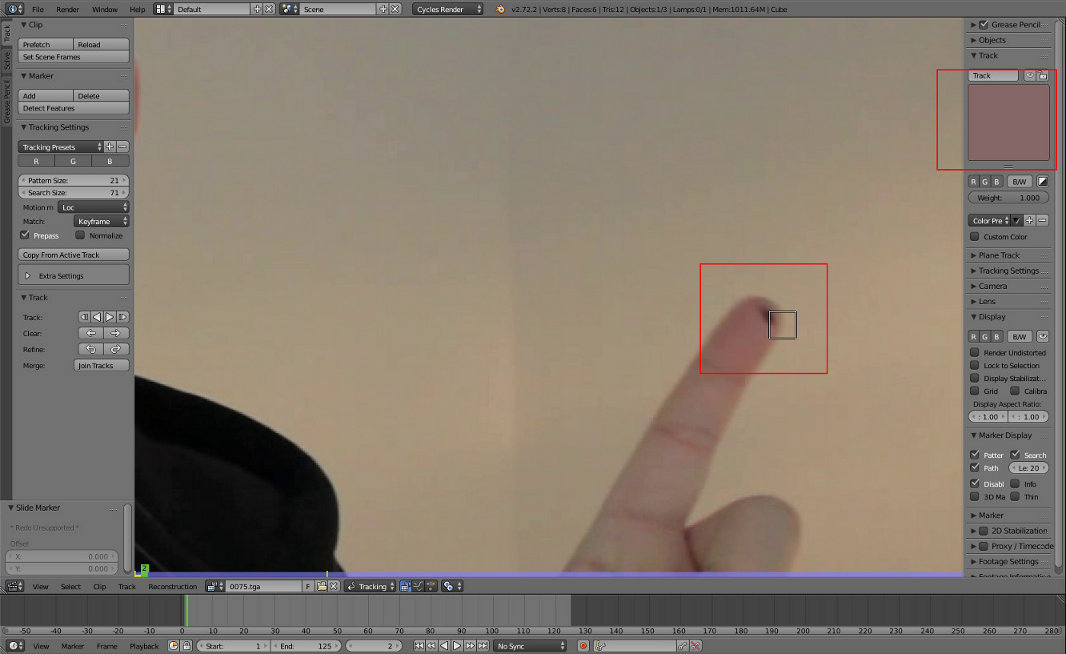 File Render Window Help Default Scene Cycles Render v2.72.2 | Verts:8 | Faces:6 | Tris:12 | Objects:1/3 | Lamps:0/1 | Mem:1011.64M | Cube
Track
Solve
Grease Pencil
Clip
Prefetch Reload
Set Scene Frames
Marker
Add Delete
Detect Features
Tracking Settings
Tracking Presets
R G B
Pattern Size: 21
Search Size: 71
Motion m Loc
Match: Keyframe
Prepass Normalize
Copy From Active Track
Extra Settings
Track
Track:
Clear:
Refine:
Merge: Join Tracks
Slide Marker
* Redo Unsupported *
Offset
X: 0.000
Y: 0.000
Grease Pencil
Objects
Track
Track
R G B B/W
Weight: 1.000
Color Pre
Custom Color
Plane Track
Tracking Settings
Camera
Lens
Display
R G B B/W
Render Undistorted
Lock to Selection
Display Stabilizat...
Grid Calibra
Display Aspect Ratio:
: 1.00 : 1.00
Marker Display
Patter Search
Path Le: 20
Disabl Info
3D Ma Thin
Marker
2D Stabilization
Proxy / Timecode
Footage Settings
Footage Informatio
2
View Select Clip Track Reconstruction 0075.tga F Tracking
-50 -40 -30 -20 -10 0 10 20 30 40 50 60 70 80 90 100 110 120 130 140 150 160 170 180 190 200 210 220 230 240 250 260 270 280
View Marker Frame Playback Start: 1 End: 125 2 No Sync